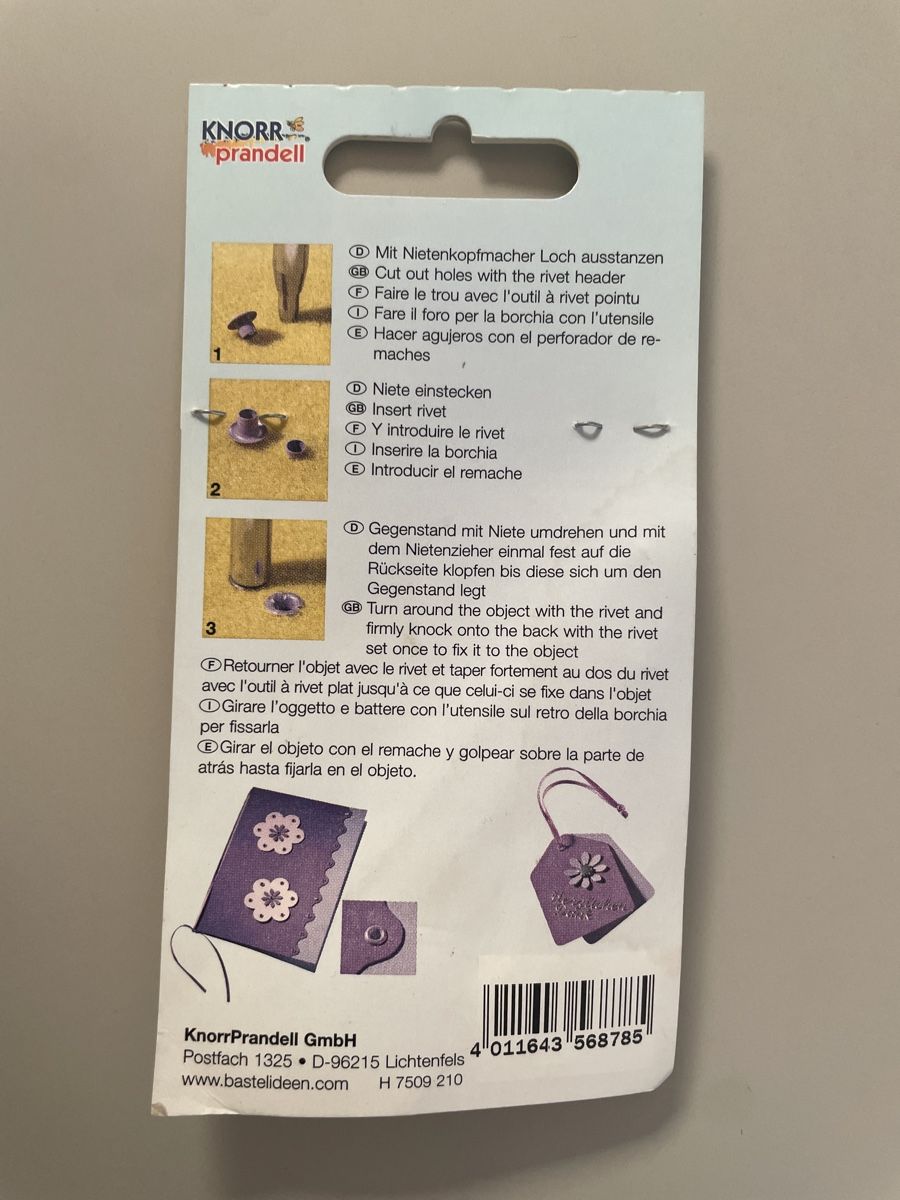 KNORR
prandell
1
Ⓓ Mit Nietenkopfmacher Loch ausstanzen
GB Cut out holes with the rivet header
Ⓕ Faire le trou avec l'outil à rivet pointu
Ⓘ Fare il foro per la borchia con l'utensile
Ⓔ Hacer agujeros con el perforador de re-
maches
2
Ⓓ Niete einstecken
GB Insert rivet
Ⓕ Y introduire le rivet
Ⓘ Inserire la borchia
Ⓔ Introducir el remache
3
Ⓓ Gegenstand mit Niete umdrehen und mit
dem Nietenzieher einmal fest auf die
Rückseite klopfen bis diese sich um den
Gegenstand legt
GB Turn around the object with the rivet and
firmly knock onto the back with the rivet
set once to fix it to the object
Ⓕ Retourner l'objet avec le rivet et taper fortement au dos du rivet
avec l'outil à rivet plat jusqu'à ce que celui-ci se fixe dans l'objet
Ⓘ Girare l'oggetto e battere con l'utensile sul retro della borchia
per fissarla
Ⓔ Girar el objeto con el remache y golpear sobre la parte de
atrás hasta fijarla en el objeto.
Herzlichen
KnorrPrandell GmbH
Postfach 1325 • D-96215 Lichtenfels
www.bastelideen.com H 7509 210
4 011643 568785